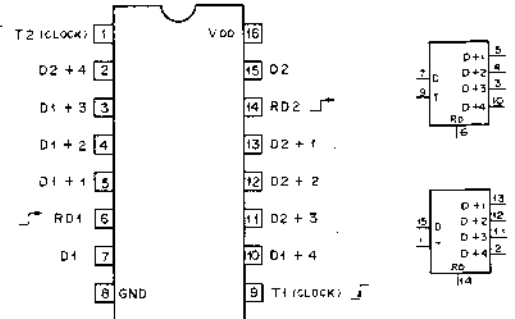 T2 (CLOCK) 1
D2 + 4 2
D1 + 3 3
D1 + 2 4
D1 + 1 5
RD1 6
D1 7
8 GND
VDD 16
15 D2
14 RD2
13 D2 + 1
12 D2 + 2
11 D2 + 3
10 D1 + 4
9 T1 (CLOCK)
7 D
9 T
D+1 5
D+2 4
D+3 3
D+4 10
RD
6
15 D
1 T
D+1 13
D+2 12
D+3 11
D+4 2
RD
14